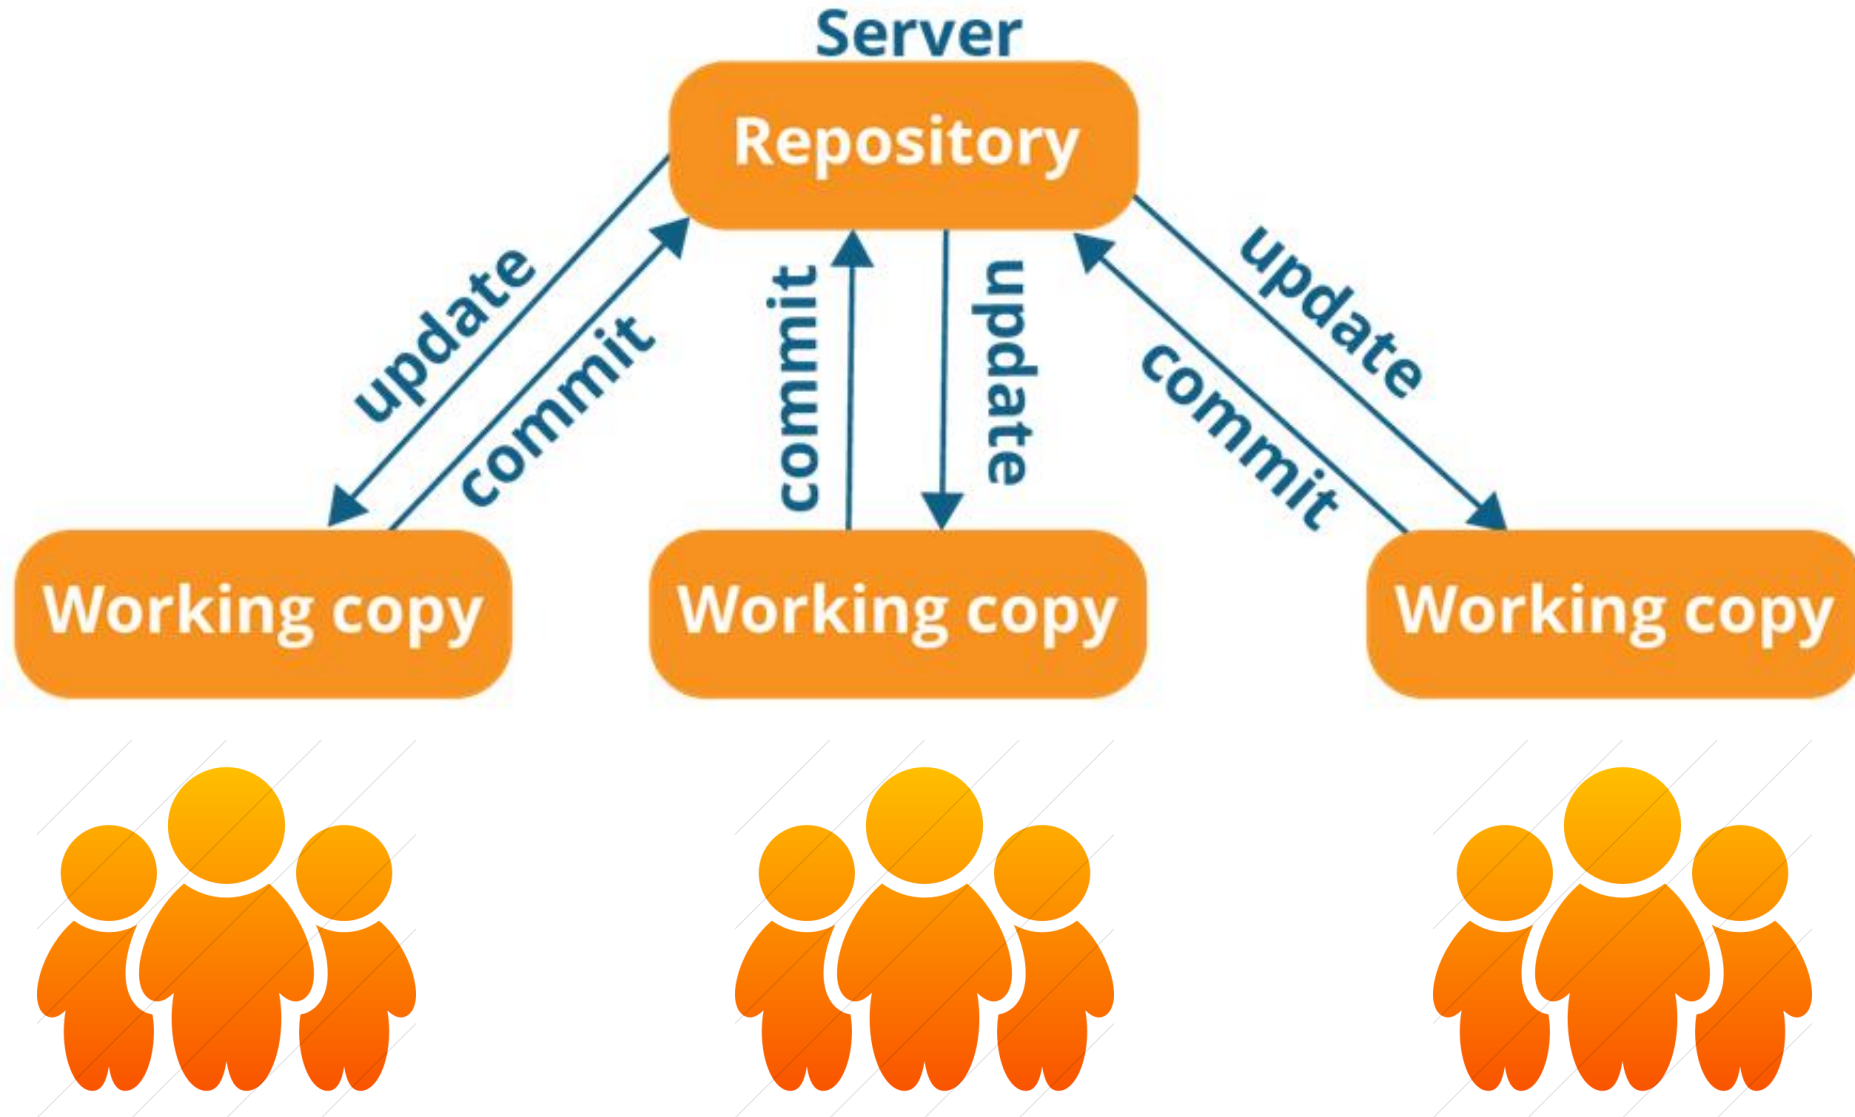 Server
Repository
update
commit
commit
update
commit
update
Working copy
Working copy
Working copy